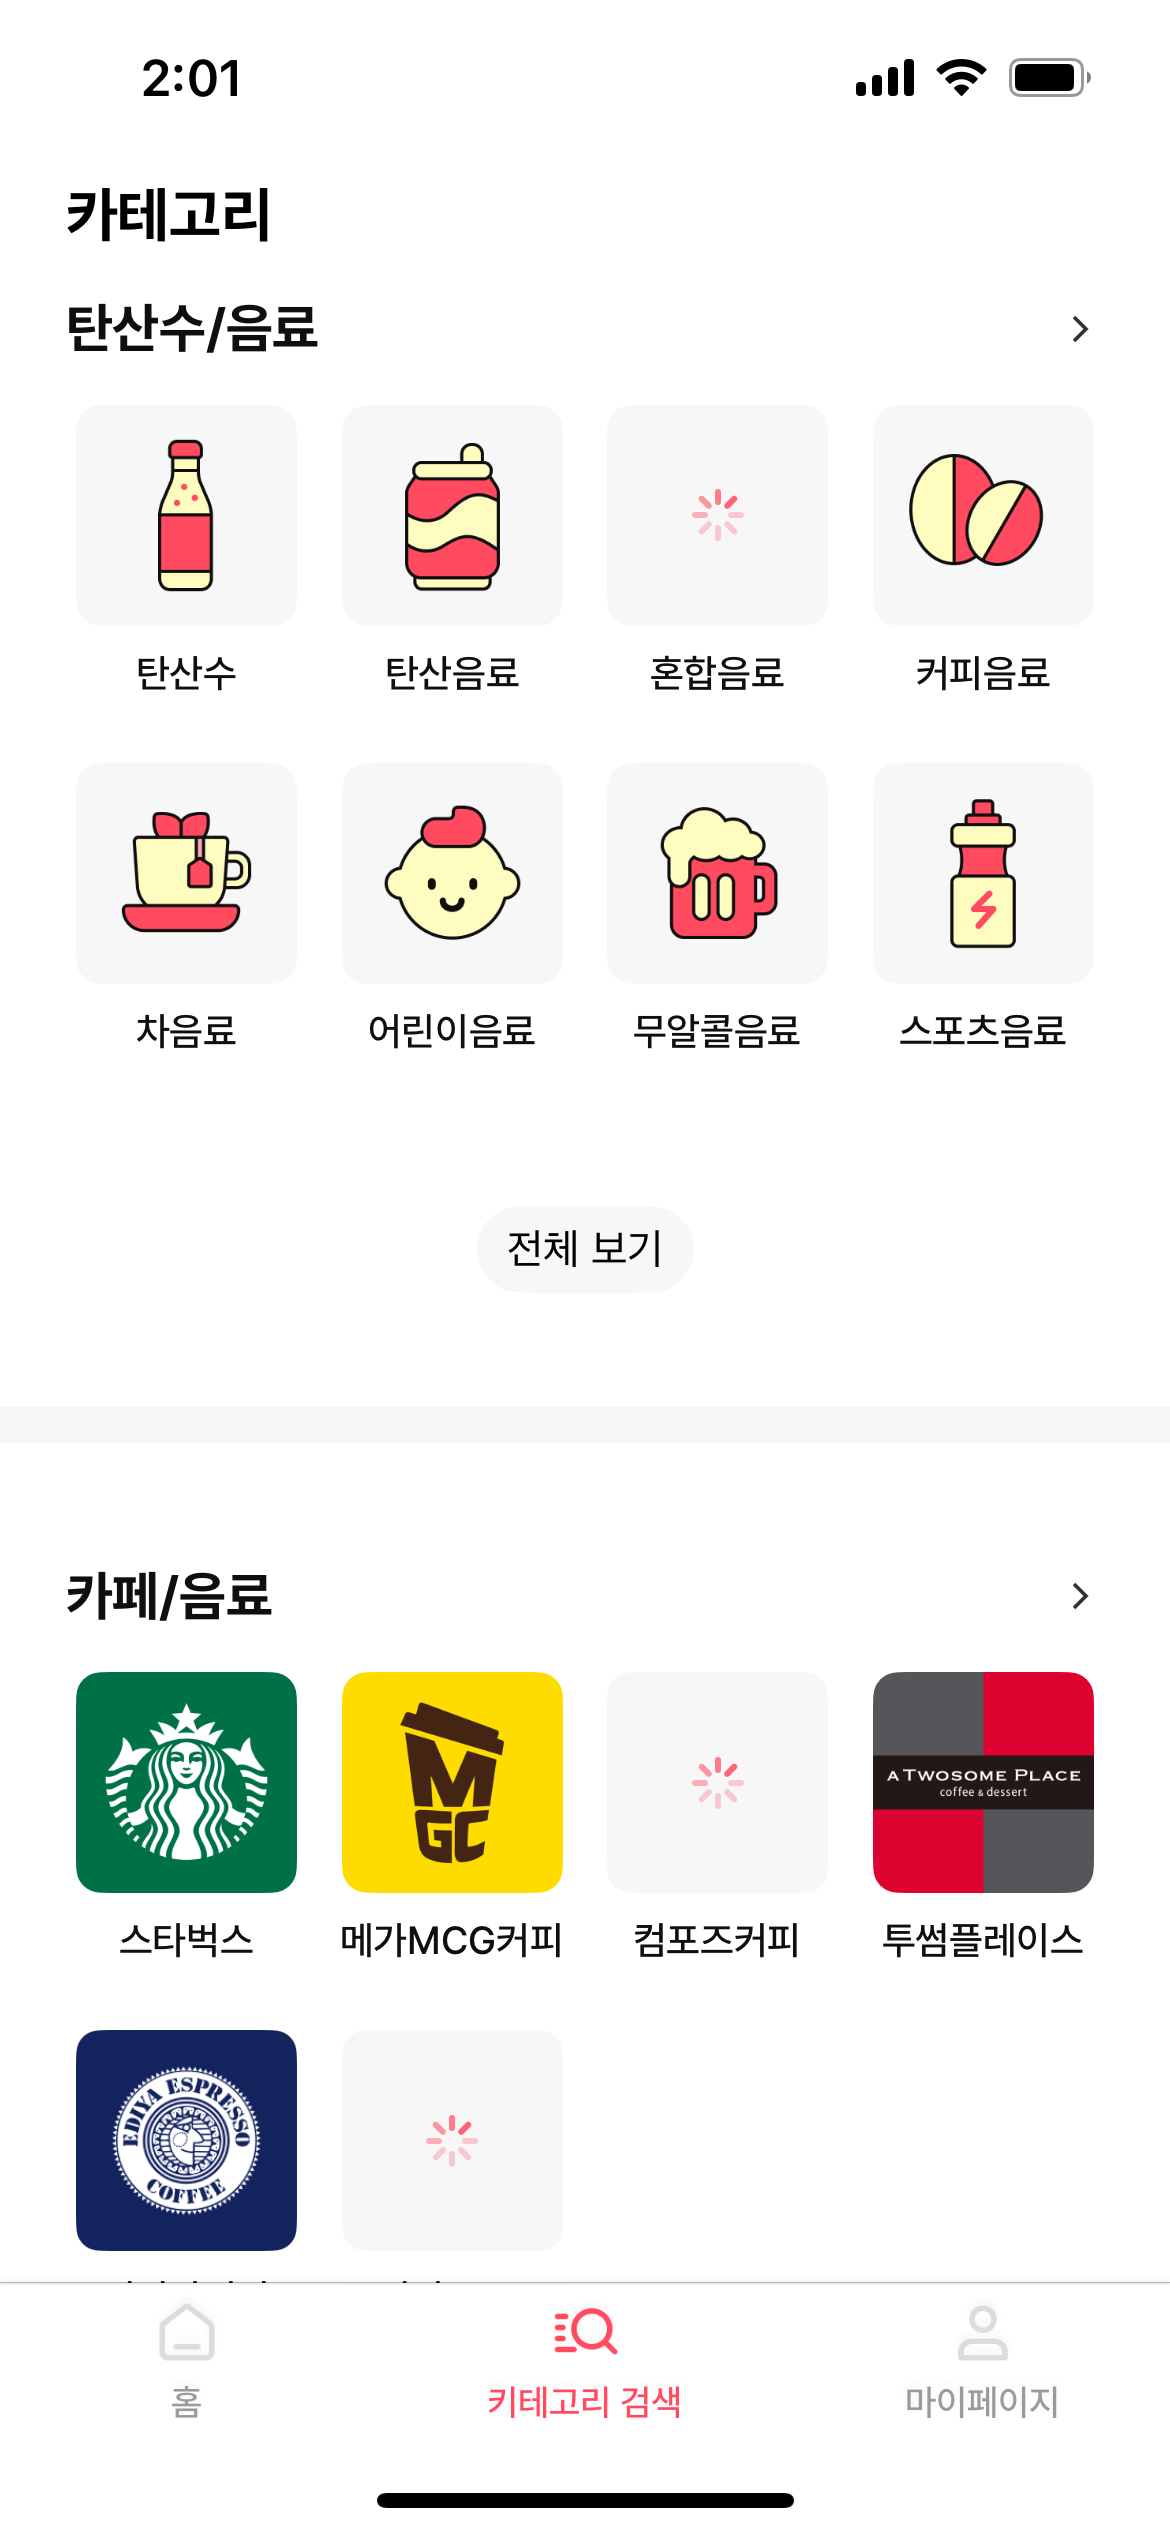 2:01
카테고리
탄산수/음료
탄산수
탄산음료
혼합음료
커피음료
차음료
어린이음료
무알콜음료
스포츠음료
전체 보기
카페/음료
M
GC
A TWOSOME PLACE
coffee & dessert
스타벅스
메가MCG커피
컴포즈커피
투썸플레이스
EDIYA ESPRESSO
COFFEE
홈
키테고리 검색
마이페이지